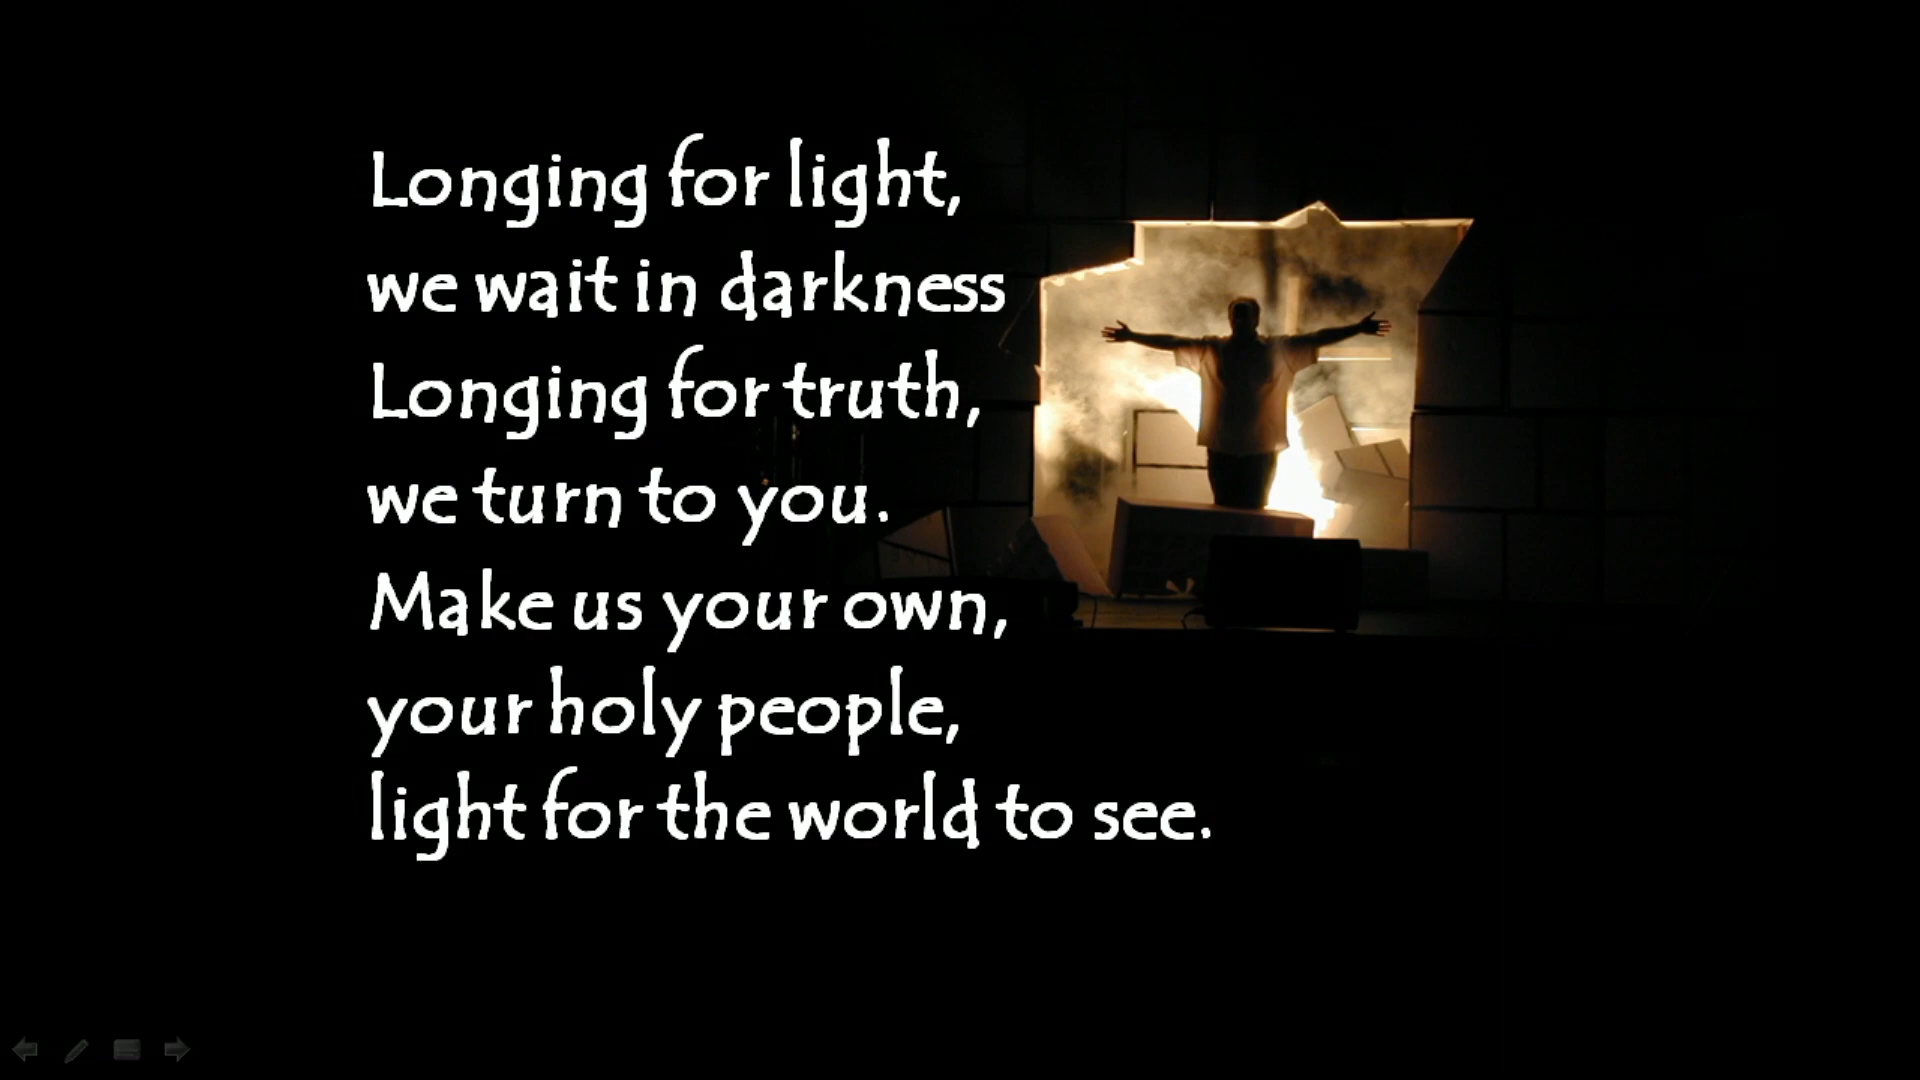 Longing for light,
we wait in darkness
Longing for truth,
we turn to you.
Make us your own,
your holy people,
light for the world to see.